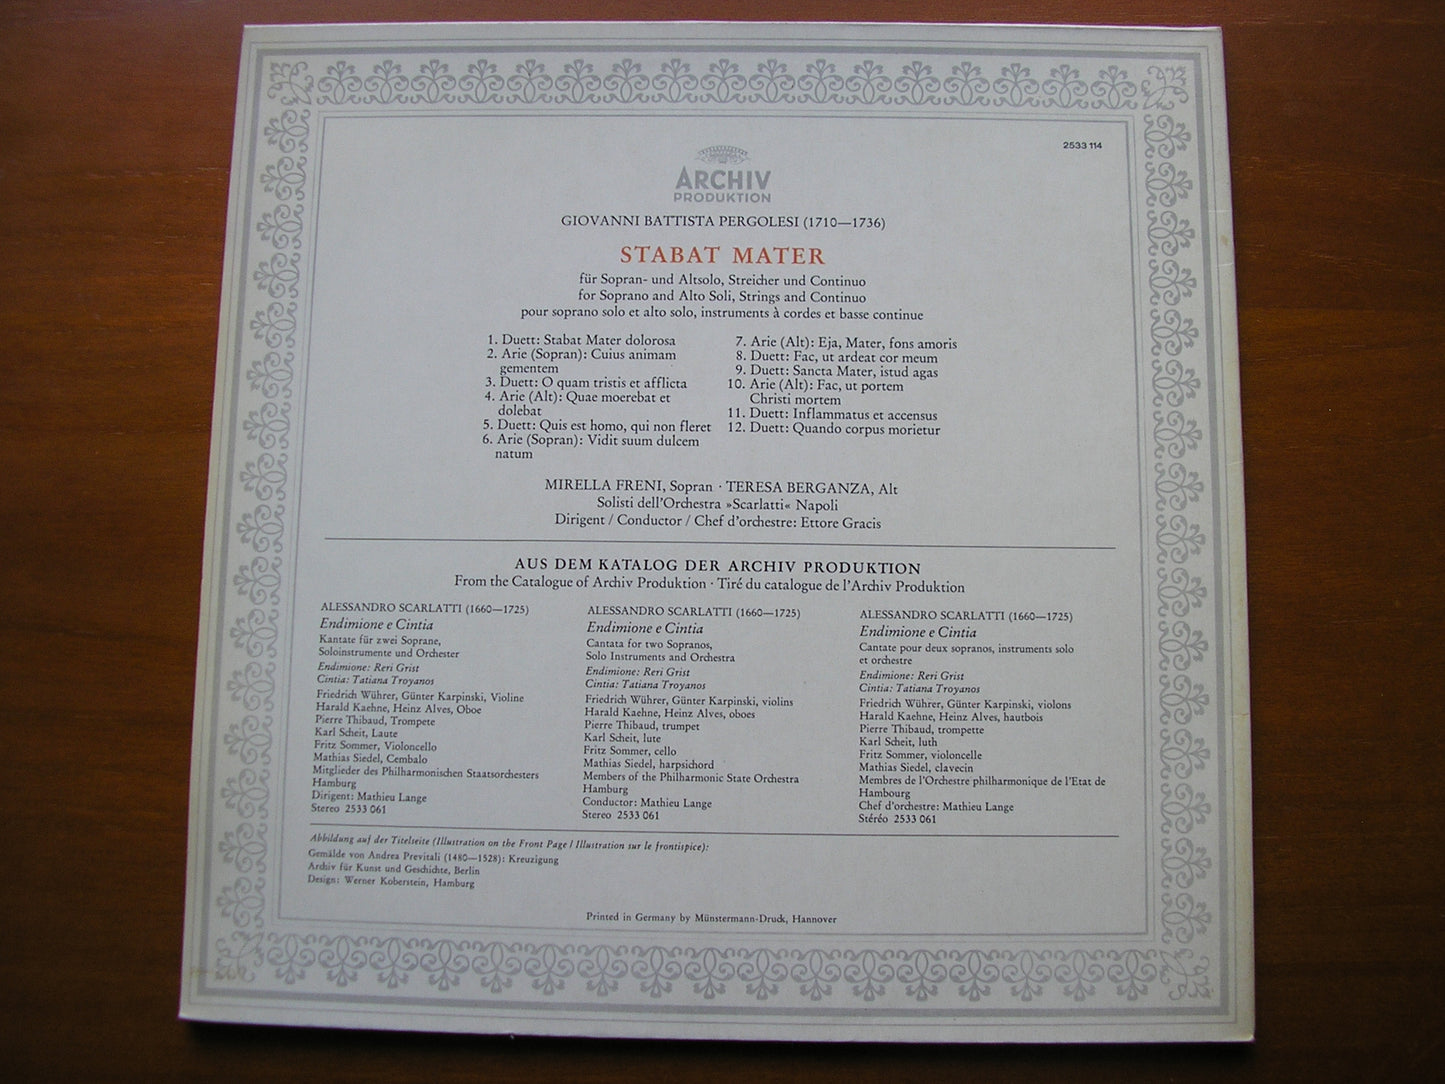 2533 114
ARCHIV
PRODUKTION
GIOVANNI BATTISTA PERGOLESI (1710—1736)
STABAT MATER
für Sopran- und Altsolo, Streicher und Continuo
for Soprano and Alto Soli, Strings and Continuo
pour soprano solo et alto solo, instruments à cordes et basse continue
1. Duett: Stabat Mater dolorosa
2. Arie (Sopran): Cuius animam
gementem
3. Duett: O quam tristis et afflicta
4. Arie (Alt): Quae moerebat et
dolebat
5. Duett: Quis est homo, qui non fleret
6. Arie (Sopran): Vidit suum dulcem
natum
7. Arie (Alt): Eja, Mater, fons amoris
8. Duett: Fac, ut ardeat cor meum
9. Duett: Sancta Mater, istud agas
10. Arie (Alt): Fac, ut portem
Christi mortem
11. Duett: Inflammatus et accensus
12. Duett: Quando corpus morietur
MIRELLA FRENI, Sopran · TERESA BERGANZA, Alt
Solisti dell'Orchestra »Scarlatti« Napoli
Dirigent / Conductor / Chef d'orchestre: Ettore Gracis
AUS DEM KATALOG DER ARCHIV PRODUKTION
From the Catalogue of Archiv Produktion · Tiré du catalogue de l'Archiv Produktion
ALESSANDRO SCARLATTI (1660—1725)
Endimione e Cintia
Kantate für zwei Soprane,
Soloinstrumente und Orchester
Endimione: Reri Grist
Cintia: Tatiana Troyanos
Friedrich Wührer, Günter Karpinski, Violine
Harald Kaehne, Heinz Alves, Oboe
Pierre Thibaud, Trompete
Karl Scheit, Laute
Fritz Sommer, Violoncello
Mathias Siedel, Cembalo
Mitglieder des Philharmonischen Staatsorchesters
Hamburg
Dirigent: Mathieu Lange
Stereo 2533 061
ALESSANDRO SCARLATTI (1660—1725)
Endimione e Cintia
Cantata for two Sopranos,
Solo Instruments and Orchestra
Endimione: Reri Grist
Cintia: Tatiana Troyanos
Friedrich Wührer, Günter Karpinski, violins
Harald Kaehne, Heinz Alves, oboes
Pierre Thibaud, trumpet
Karl Scheit, lute
Fritz Sommer, cello
Mathias Siedel, harpsichord
Members of the Philharmonic State Orchestra
Hamburg
Conductor: Mathieu Lange
Stereo 2533 061
ALESSANDRO SCARLATTI (1660—1725)
Endimione e Cintia
Cantate pour deux sopranos, instruments solo
et orchestre
Endimione: Reri Grist
Cintia: Tatiana Troyanos
Friedrich Wührer, Günter Karpinski, violons
Harald Kaehne, Heinz Alves, hautbois
Pierre Thibaud, trompette
Karl Scheit, luth
Fritz Sommer, violoncelle
Mathias Siedel, clavecin
Membres de l'Orchestre philharmonique de l'Etat de
Hambourg
Chef d'orchestre: Mathieu Lange
Stéréo 2533 061
Abbildung auf der Titelseite (Illustration on the Front Page / Illustration sur le frontispice):
Gemälde von Andrea Previtali (1480—1528): Kreuzigung
Archiv für Kunst und Geschichte, Berlin
Design: Werner Koberstein, Hamburg
Printed in Germany by Münstermann-Druck, Hannover